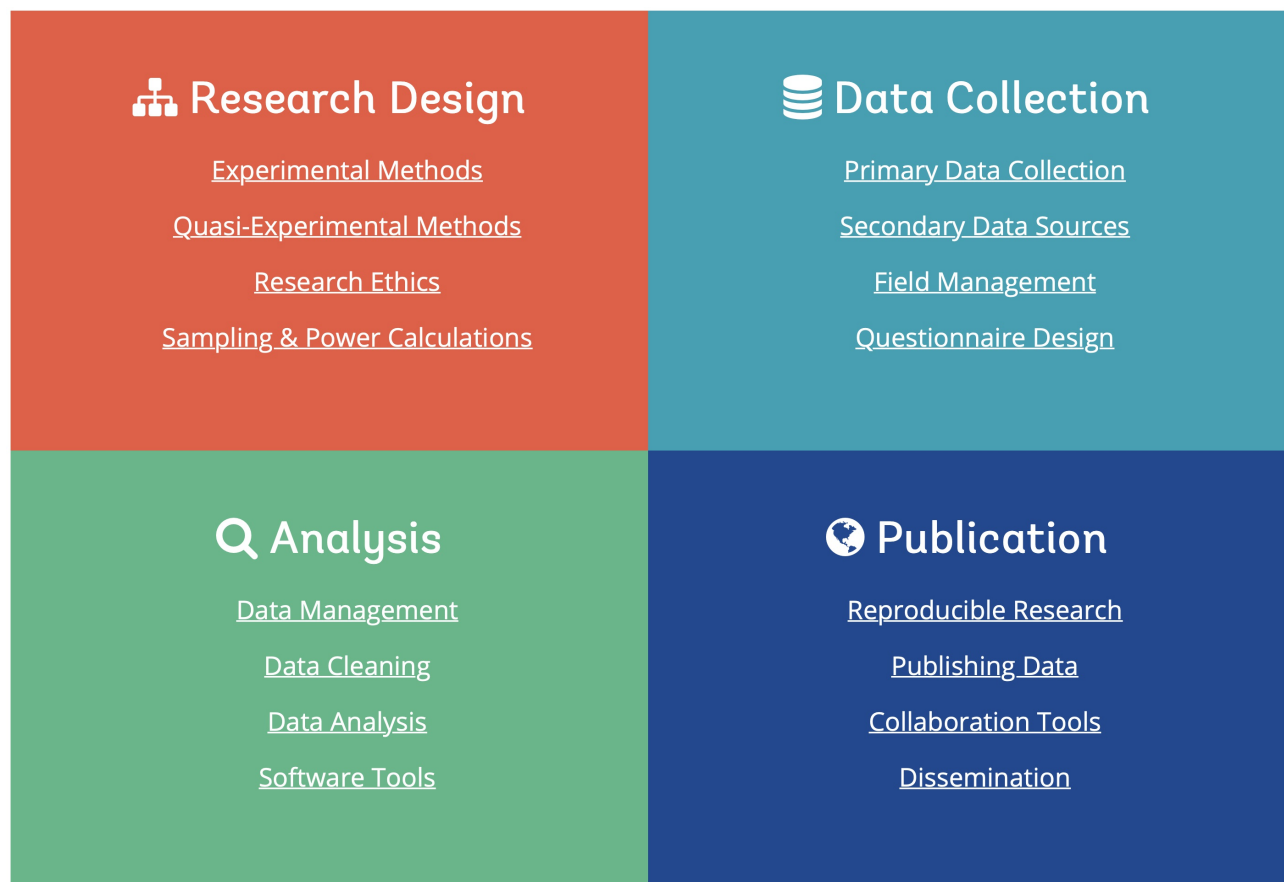 Research Design
Experimental Methods
Quasi-Experimental Methods
Research Ethics
Sampling & Power Calculations
Data Collection
Primary Data Collection
Secondary Data Sources
Field Management
Questionnaire Design
Analysis
Data Management
Data Cleaning
Data Analysis
Software Tools
Publication
Reproducible Research
Publishing Data
Collaboration Tools
Dissemination